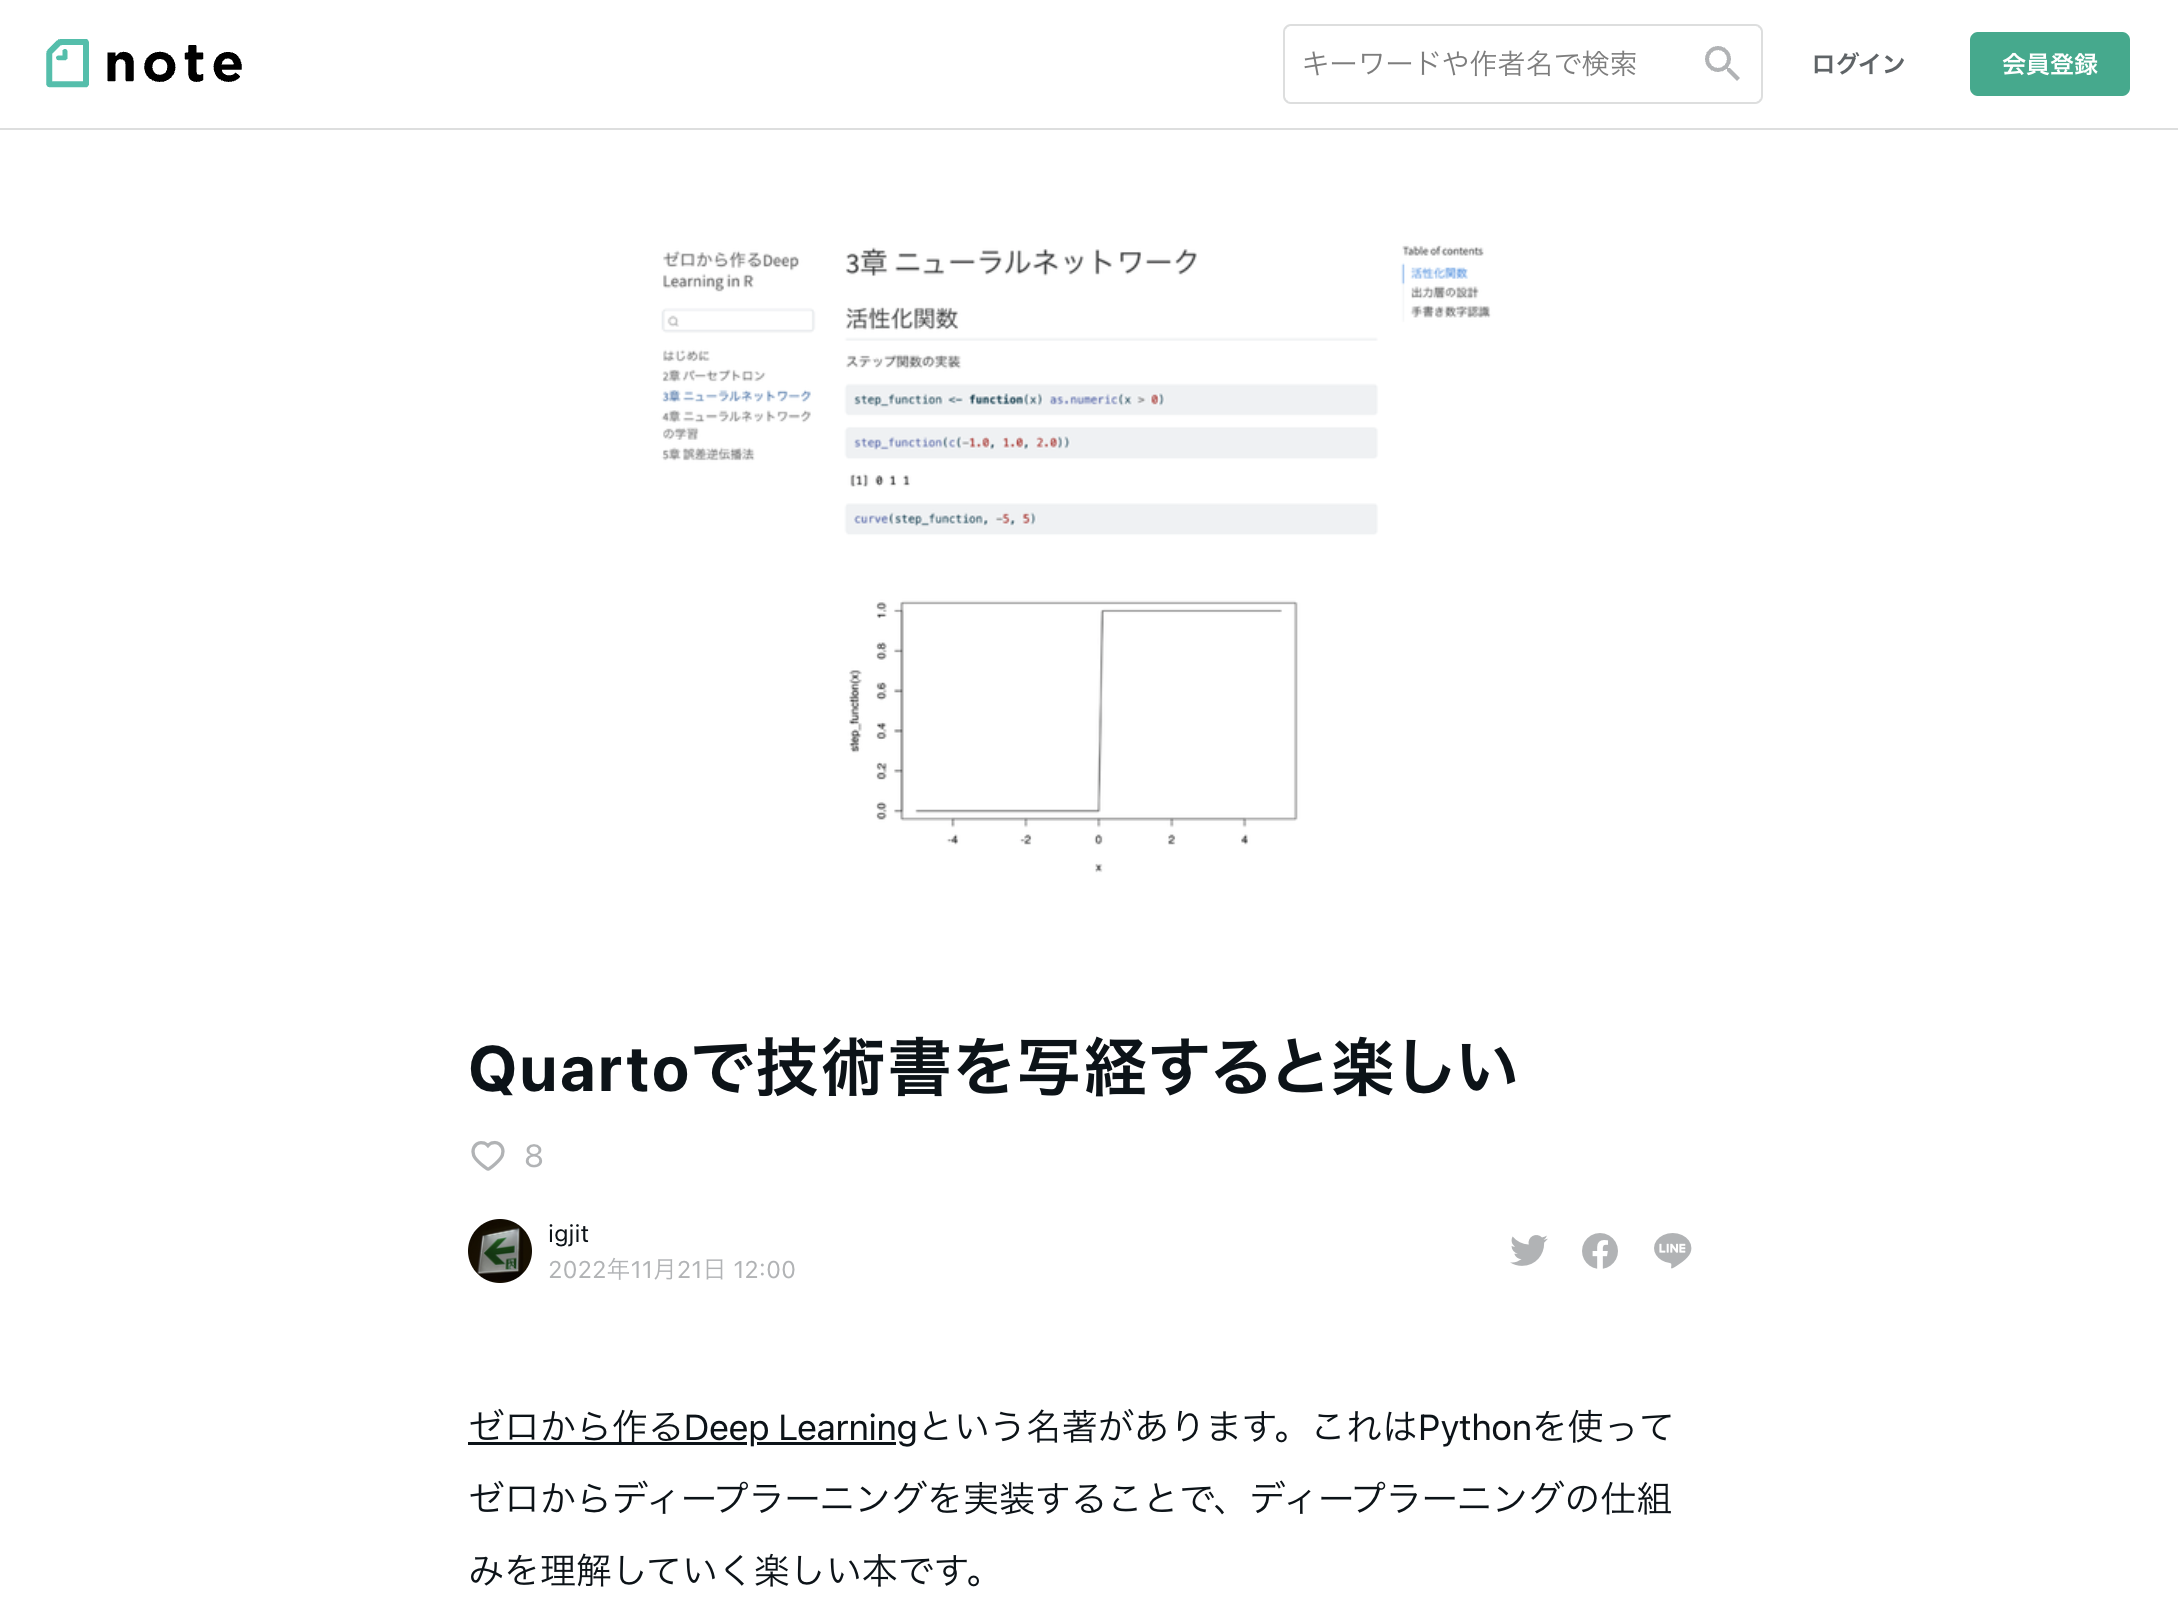 note
キーワードや作者名で検索
ログイン
会員登録
ゼロから作るDeep
Learning in R
はじめに
2章 パーセプトロン
3章 ニューラルネットワーク
4章 ニューラルネットワーク
の学習
5章 誤差逆伝播法
3章 ニューラルネットワーク
活性化関数
ステップ関数の実装
step_function <- function(x) as.numeric(x > 0)
step_function(c(-1.0, 1.0, 2.0))
[1] 0 1 1
curve(step_function, -5, 5)
step_function(x)
1.0
0.8
0.6
0.4
0.2
0.0
-4 -2 0 2 4
x
Table of contents
活性化関数
出力層の設計
手書き数字認識
Quartoで技術書を写経すると楽しい
8
igjit
2022年11月21日 12:00
LINE
ゼロから作るDeep Learningという名著があります。これはPythonを使って
ゼロからディープラーニングを実装することで、ディープラーニングの仕組
みを理解していく楽しい本です。